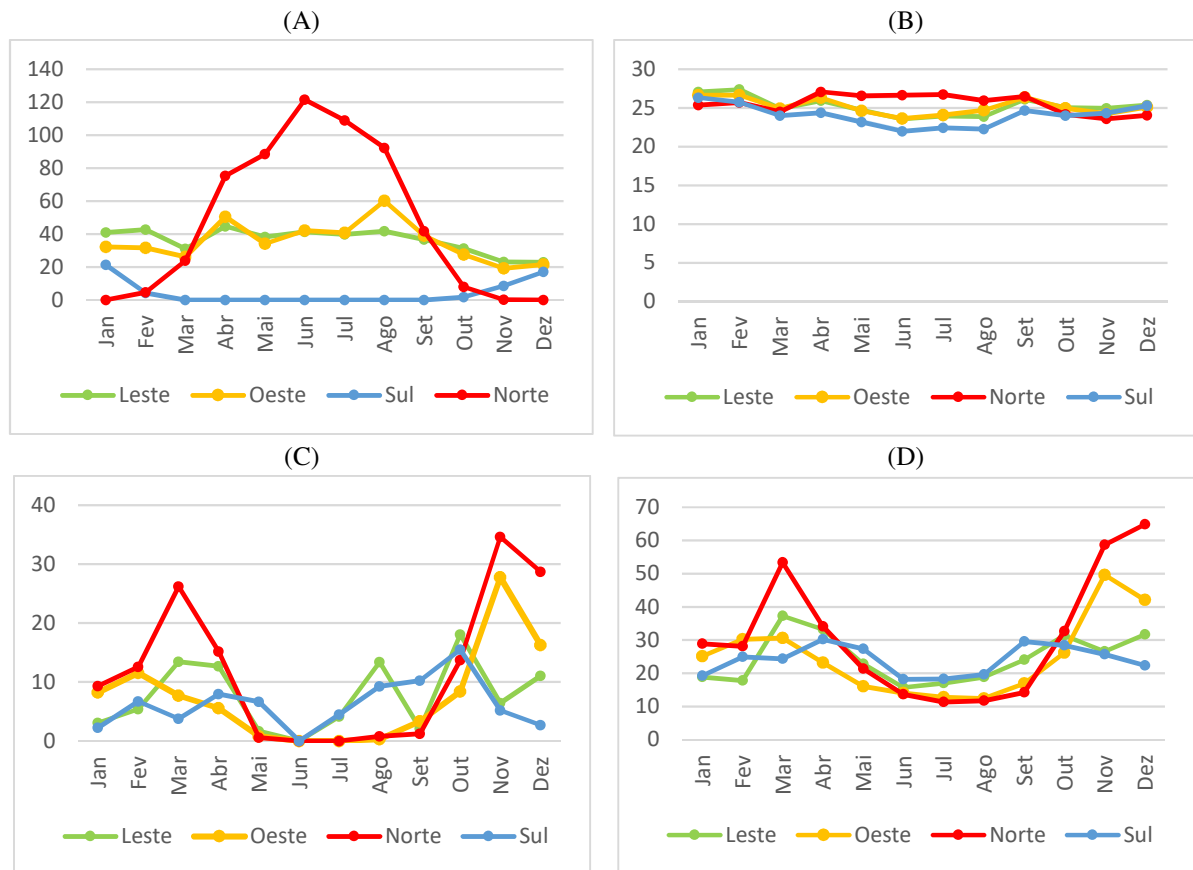 (A)
140
120
100
80
60
40
20
0
Jan Fev Mar Abr Mai Jun Jul Ago Set Out Nov Dez
Leste Oeste Sul Norte
(B)
30
25
20
15
10
5
0
Jan Fev Mar Abr Mai Jun Jul Ago Set Out Nov Dez
Leste Oeste Norte Sul
(C)
40
30
20
10
0
Jan Fev Mar Abr Mai Jun Jul Ago Set Out Nov Dez
Leste Oeste Norte Sul
(D)
70
60
50
40
30
20
10
0
Jan Fev Mar Abr Mai Jun Jul Ago Set Out Nov Dez
Leste Oeste Norte Sul